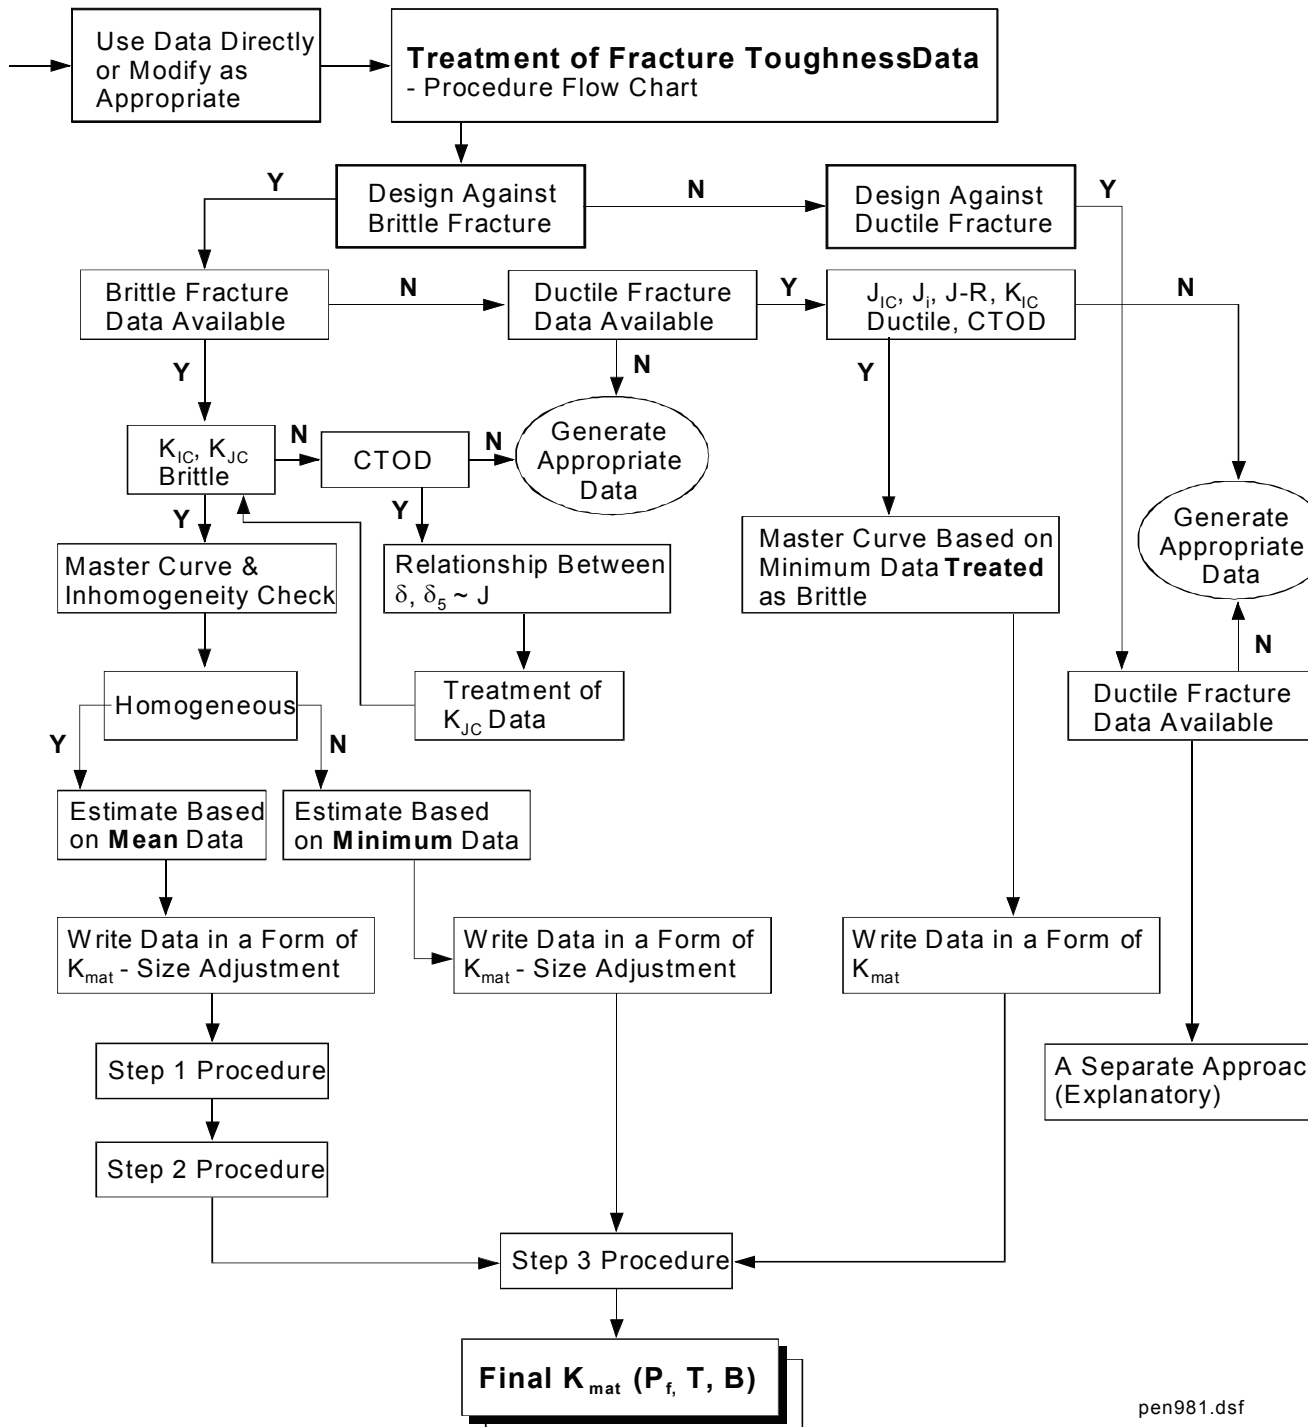 Use Data Directly
or Modify as
Appropriate
Treatment of Fracture ToughnessData
- Procedure Flow Chart
Y
Design Against
Brittle Fracture
N
Design Against
Ductile Fracture
Y
Brittle Fracture
Data Available
N
Ductile Fracture
Data Available
Y
J_IC, J_i, J-R, K_IC
Ductile, CTOD
N
Y
N
Y
K_IC, K_JC
Brittle
N
CTOD
N
Generate
Appropriate
Data
Y
Y
Master Curve &
Inhomogeneity Check
Relationship Between
δ, δ_5 ~ J
Master Curve Based on
Minimum Data Treated
as Brittle
Generate
Appropriate
Data
N
Homogeneous
Treatment of
K_JC Data
Ductile Fracture
Data Available
Y
N
Estimate Based
on Mean Data
Estimate Based
on Minimum Data
Write Data in a Form of
K_mat - Size Adjustment
Write Data in a Form of
K_mat - Size Adjustment
Write Data in a Form of
K_mat
Step 1 Procedure
A Separate Approac
(Explanatory)
Step 2 Procedure
Step 3 Procedure
Final K_mat (P_f, T, B)
pen981.dsf